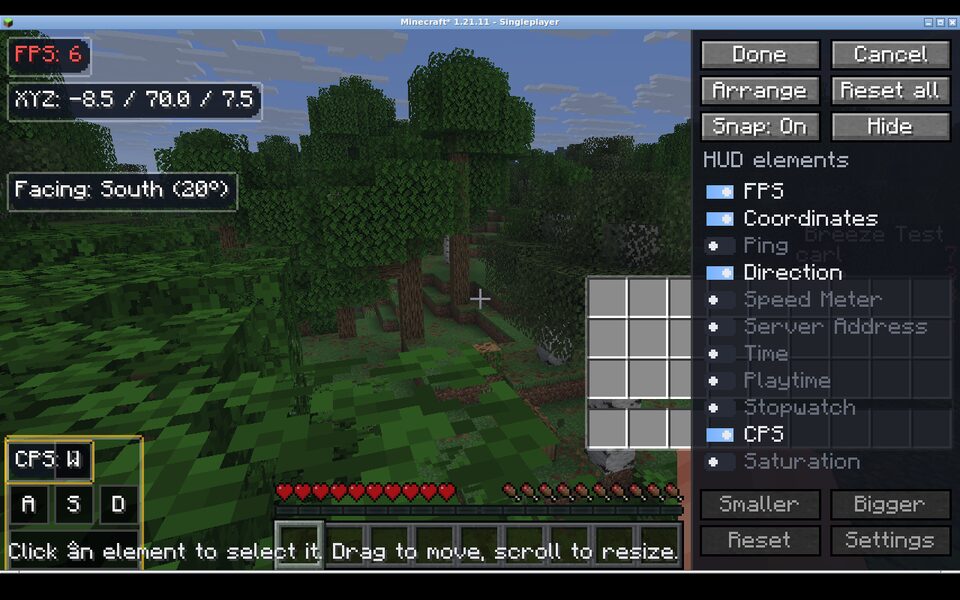 Minecraft* 1.21.11 - Singleplayer
FPS: 6
XYZ: -8.5 / 70.0 / 7.5
Facing: South (20°)
Done
Cancel
Arrange
Reset all
Snap: On
Hide
HUD elements
FPS
Coordinates
Ping
Breeze Test
carl
Direction
Speed Meter
Server Address
Time
Playtime
Stopwatch
CPS
Saturation
Smaller
Bigger
Reset
Settings
CPS
W
A S D
Click an element to select it. Drag to move, scroll to resize.